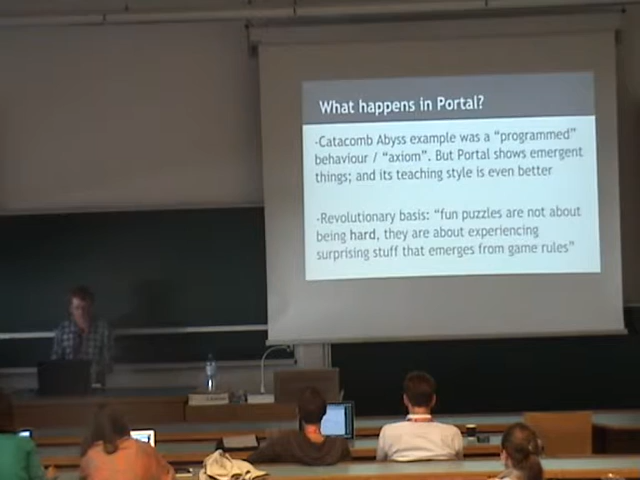 What happens in Portal?
-Catacomb Abyss example was a “programmed”
behaviour / “axiom”. But Portal shows emergent
things; and its teaching style is even better
-Revolutionary basis: “fun puzzles are not about
being hard, they are about experiencing
surprising stuff that emerges from game rules”